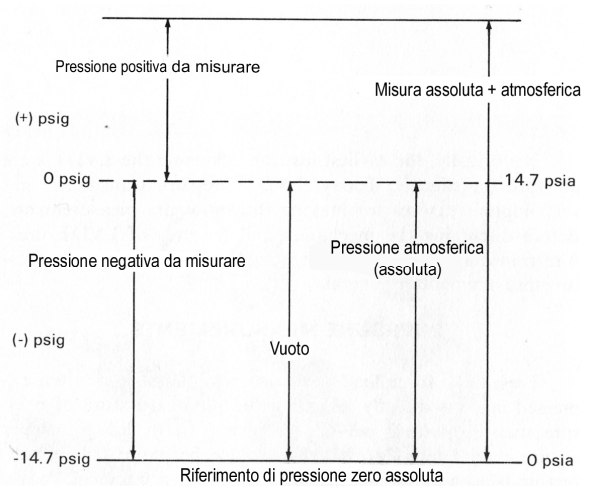 Pressione positiva da misurare
Misura assoluta + atmosferica
(+) psig
0 psig
14.7 psia
Pressione negativa da misurare
Pressione atmosferica
(assoluta)
(-) psig
Vuoto
-14.7 psig
0 psia
Riferimento di pressione zero assoluta